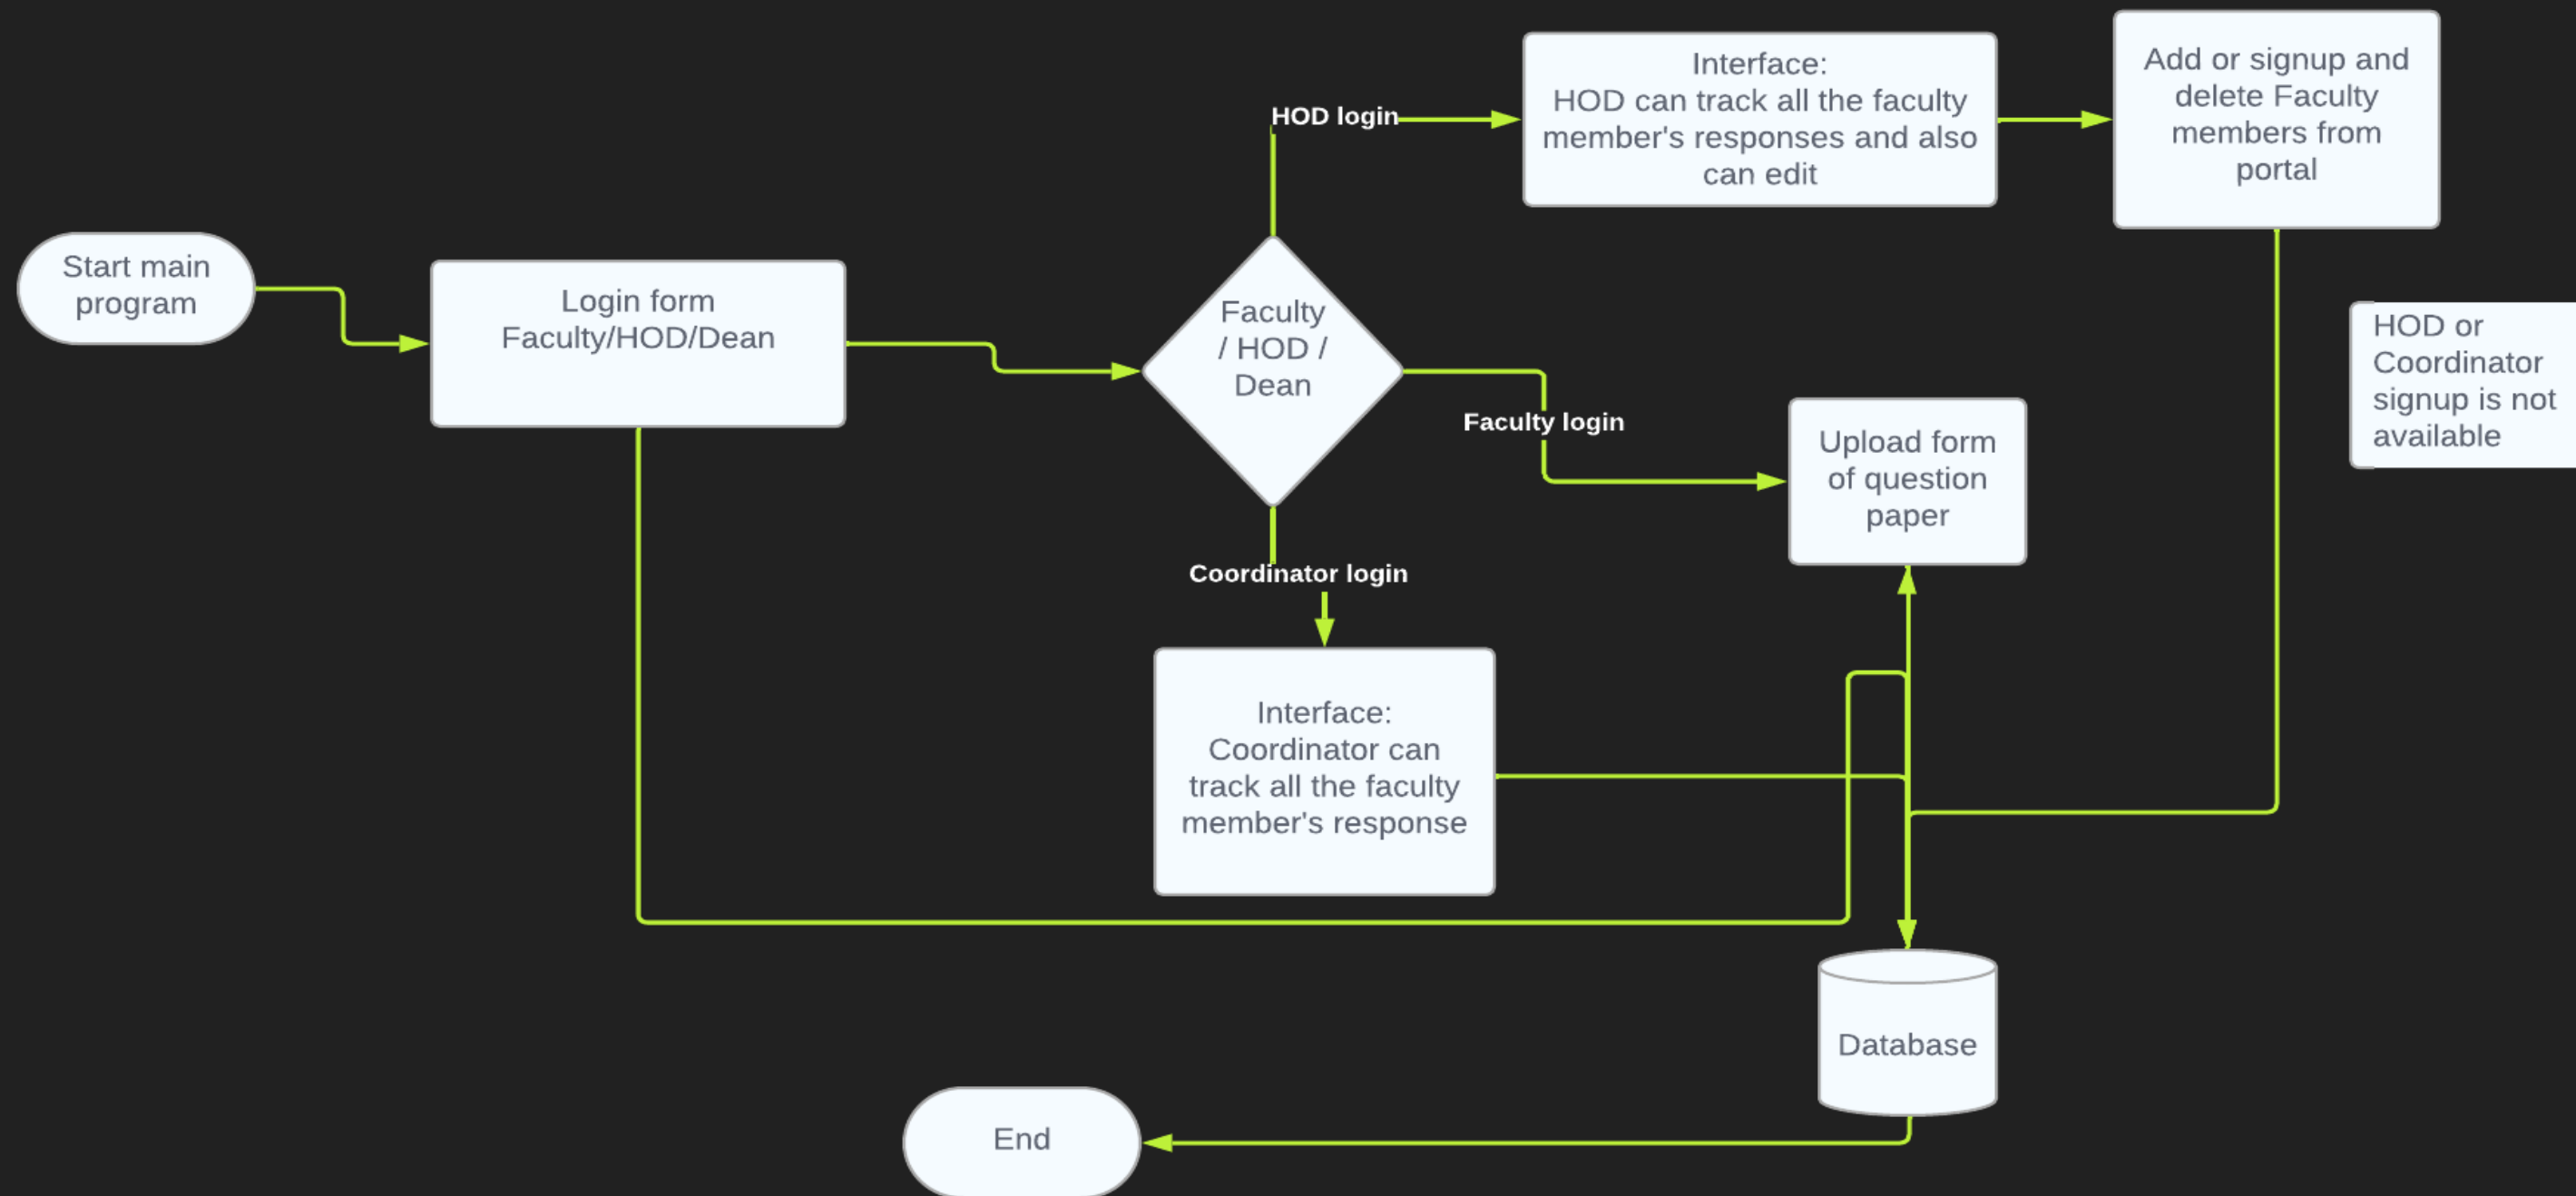 Start main
program
Login form
Faculty/HOD/Dean
Faculty
/ HOD /
Dean
HOD login
Interface:
HOD can track all the faculty
member's responses and also
can edit
Add or signup and
delete Faculty
members from
portal
HOD or
Coordinator
signup is not
available
Faculty login
Upload form
of question
paper
Coordinator login
Interface:
Coordinator can
track all the faculty
member's response
Database
End